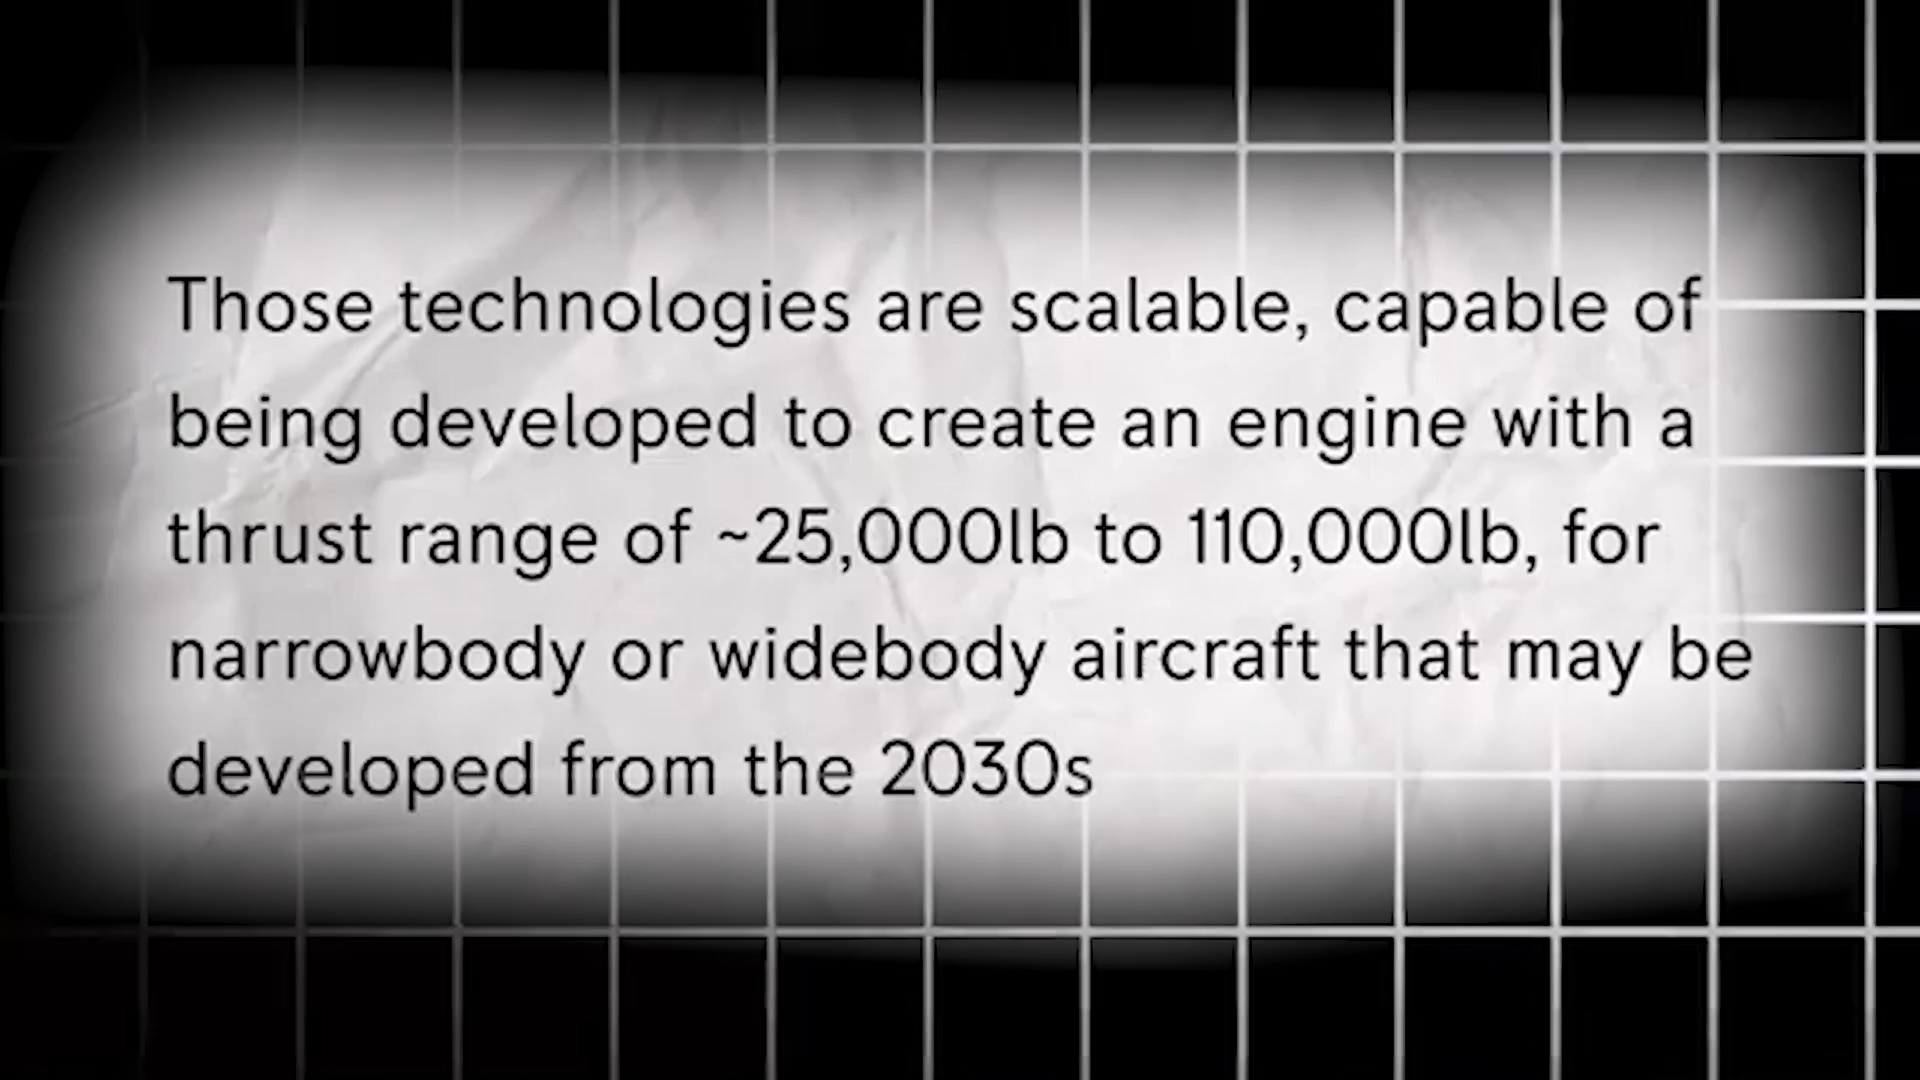 Those technologies are scalable, capable of
being developed to create an engine with a
thrust range of ~25,000lb to 110,000lb, for
narrowbody or widebody aircraft that may be
developed from the 2030s